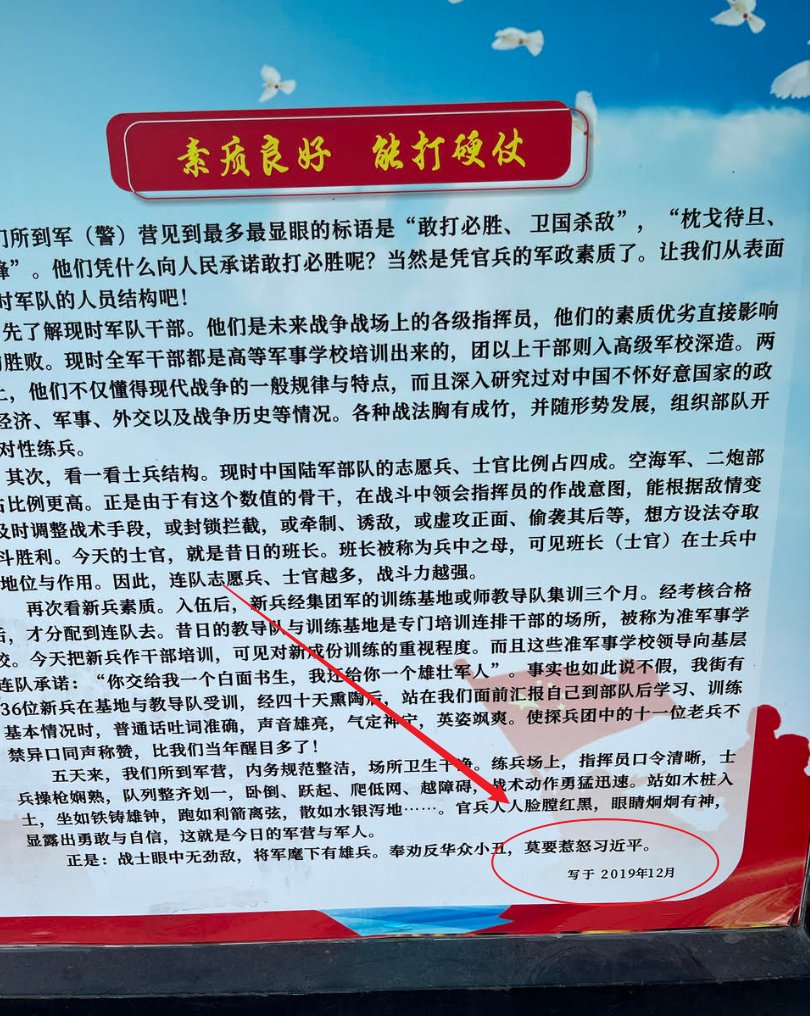 素质良好 能打硬仗
们所到军（警）营见到最多最显眼的标语是“敢打必胜、卫国杀敌”，“枕戈待旦、
锋”。他们凭什么向人民承诺敢打必胜呢？当然是凭官兵的军政素质了。让我们从表面
时军队的人员结构吧！
先了解现时军队干部。他们是未来战争战场上的各级指挥员，他们的素质优劣直接影响
的胜败。现时全军干部都是高等军事学校培训出来的，团以上干部则入高级军校深造。两
上，他们不仅懂得现代战争的一般规律与特点，而且深入研究过对中国不怀好意国家的政
经济、军事、外交以及战争历史等情况。各种战法胸有成竹，并随形势发展，组织部队开
对性练兵。
其次，看一看士兵结构。现时中国陆军部队的志愿兵、士官比例占四成。空海军、二炮部
占比例更高。正是由于有这个数值的骨干，在战斗中领会指挥员的作战意图，能根据敌情变
及时调整战术手段，或封锁拦截，或牵制、诱敌，或虚攻正面、偷袭其后等，想方设法夺取
斗胜利。今天的士官，就是昔日的班长。班长被称为兵中之母，可见班长（士官）在士兵中
地位与作用。因此，连队志愿兵、士官越多，战斗力越强。
再次看新兵素质。入伍后，新兵经集团军的训练基地或师教导队集训三个月。经考核合格
后，才分配到连队去。昔日的教导队与训练基地是专门培训连排干部的场所，被称为准军事学
校。今天把新兵作干部培训，可见对新成份训练的重视程度。而且这些准军事学校领导向基层
连队承诺：“你交给我一个白面书生，我还给你一个雄壮军人”。事实也如此说不假，我街有
36位新兵在基地与教导队受训，经四十天熏陶后，站在我们面前汇报自己到部队后学习、训练
基本情况时，普通话吐词准确，声音雄亮，气定神宁，英姿飒爽。使探兵团中的十一位老兵不
禁异口同声称赞，比我们当年醒目多了！
五天来，我们所到军营，内务规范整洁，场所卫生干净。练兵场上，指挥员口令清晰，士
兵操枪娴熟，队列整齐划一，卧倒、跃起、爬低网、越障碍，战术动作勇猛迅速。站如木桩入
土，坐如铁铸雄钟，跑如利箭离弦，散如水银泻地……。官兵人人脸膛红黑，眼睛炯炯有神，
显露出勇敢与自信，这就是今日的军营与军人。
正是：战士眼中无劲敌，将军麾下有雄兵。奉劝反华众小丑，莫要惹怒习近平。
写于 2019年12月